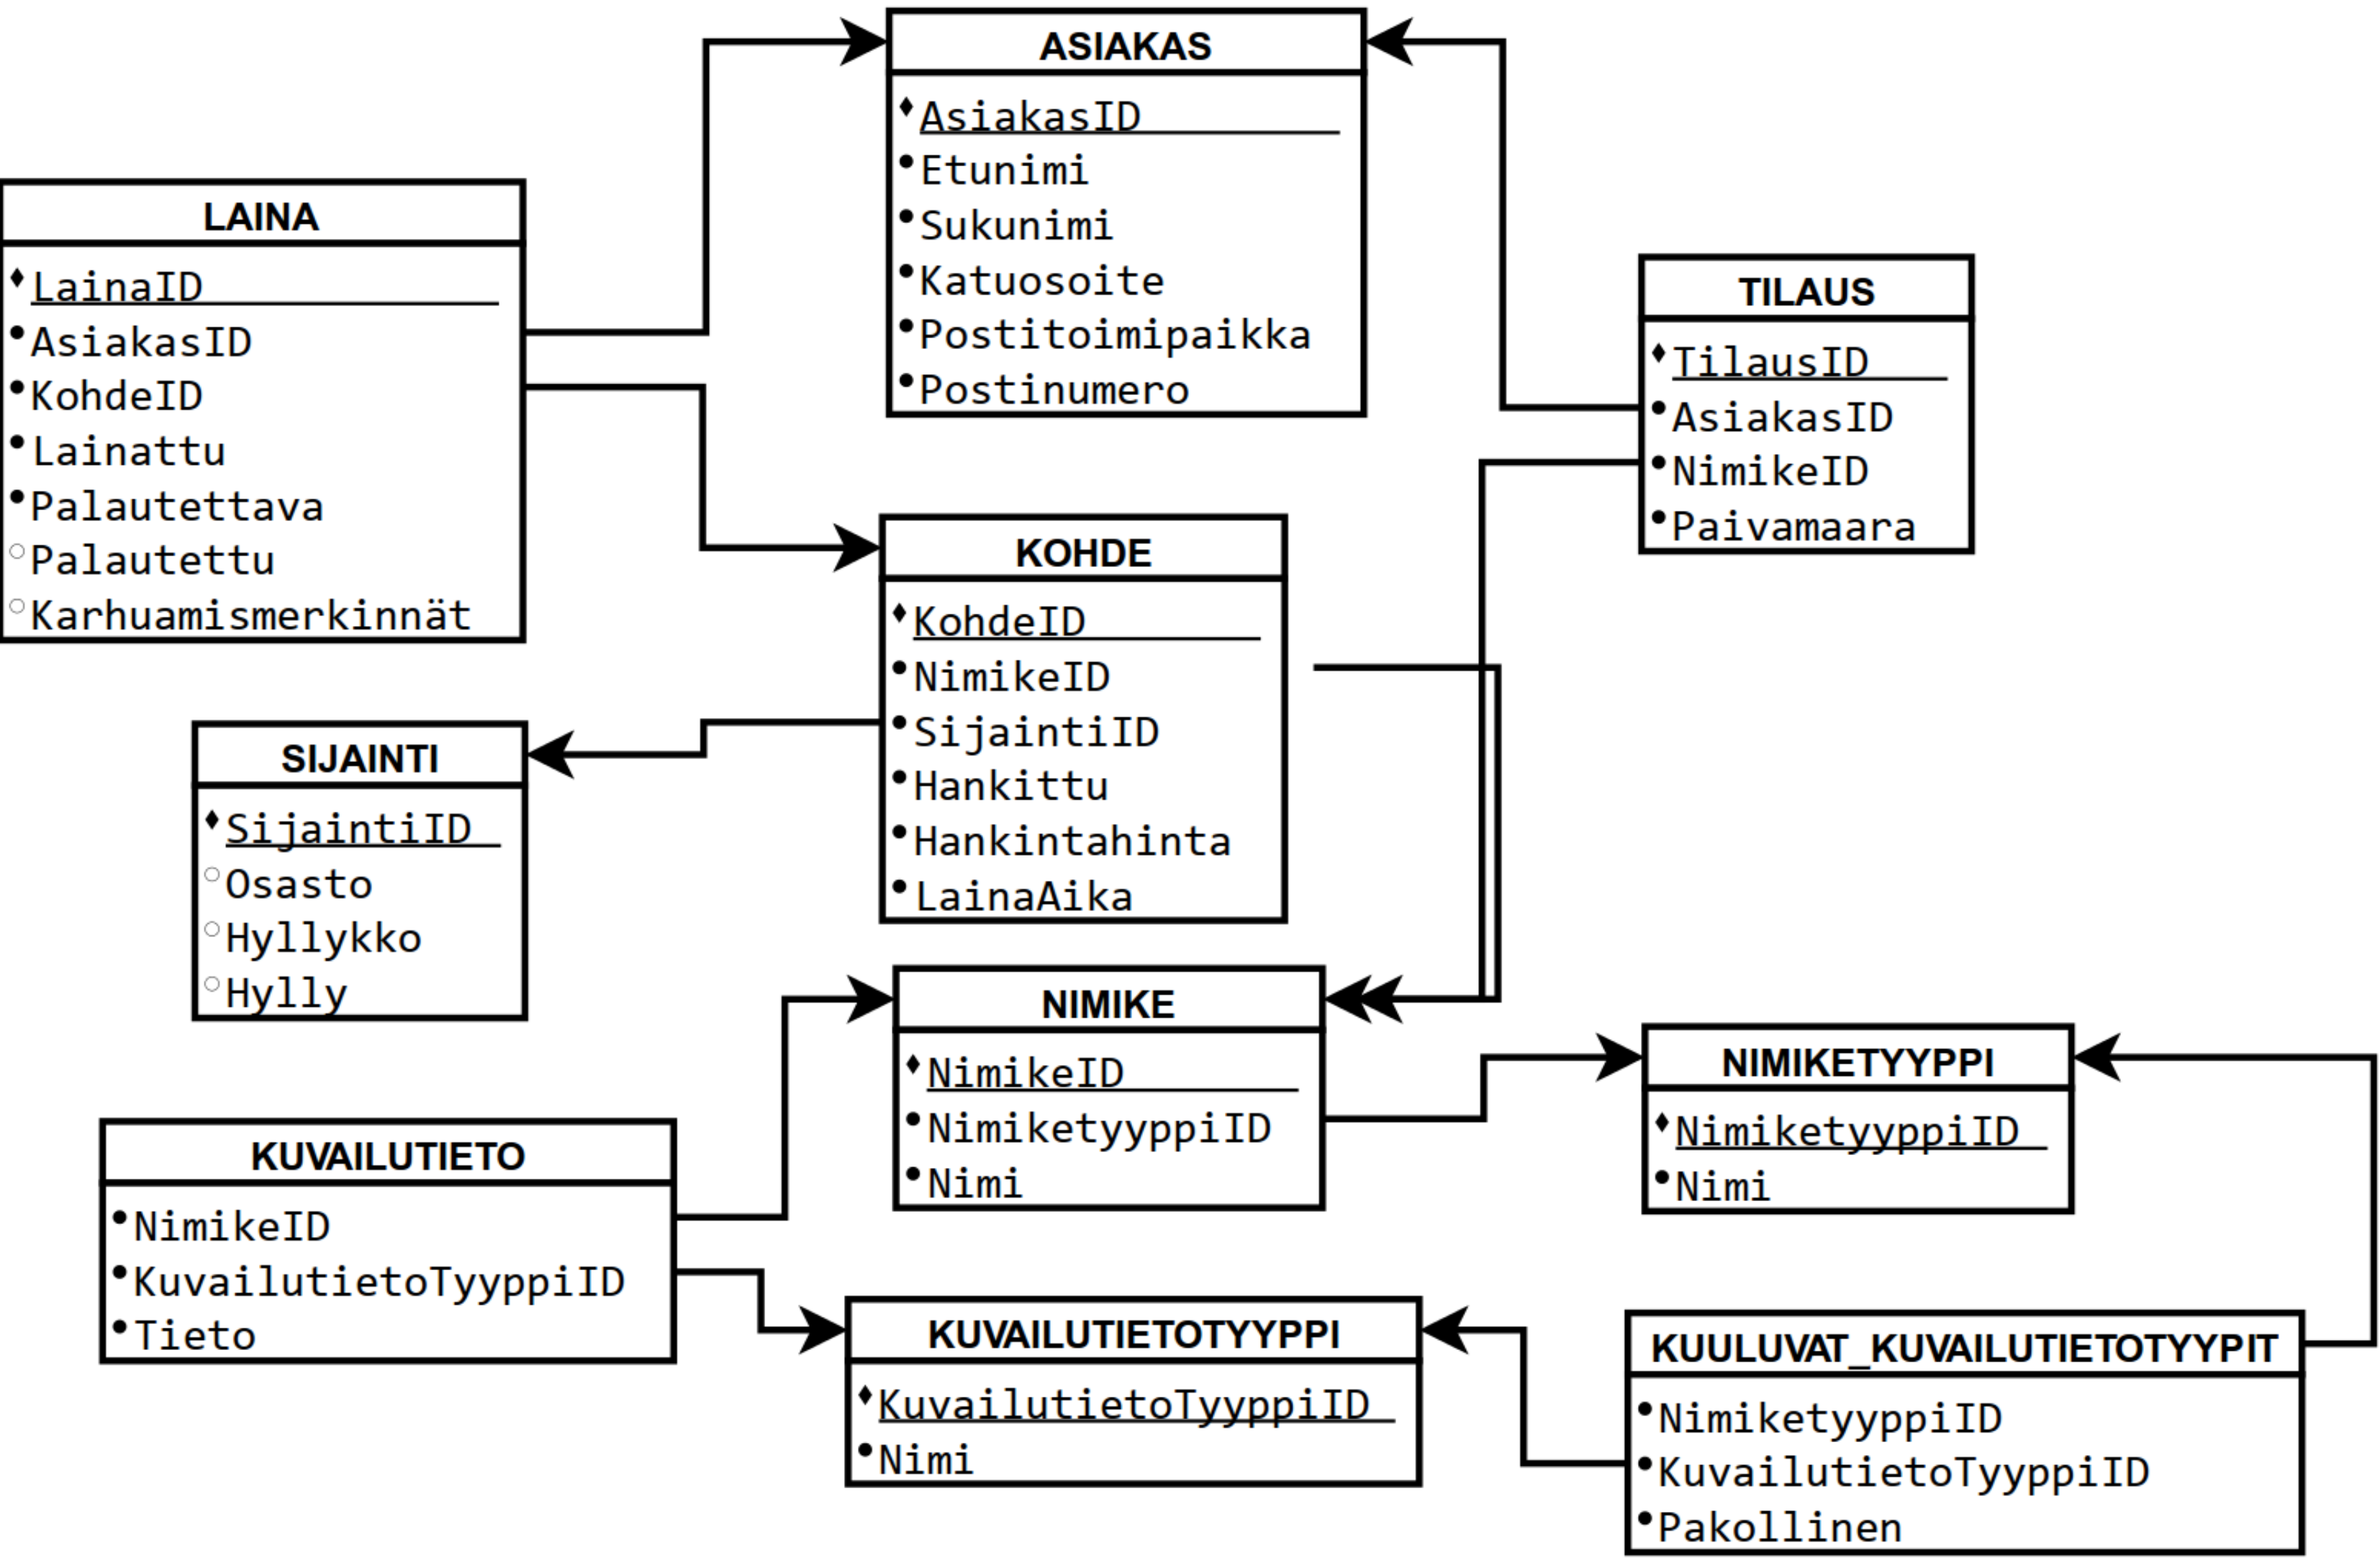 ASIAKAS
AsiakasID
Etunimi
Sukunimi
Katuosoite
Postitoimipaikka
Postinumero
LAINA
LainaID
AsiakasID
KohdeID
Lainattu
Palautettava
Palautettu
Karhuamismerkinnät
TILAUS
TilausID
AsiakasID
NimikeID
Paivamaara
KOHDE
KohdeID
NimikeID
SijaintiID
Hankittu
Hankintahinta
LainaAika
SIJAINTI
SijaintiID
Osasto
Hyllykko
Hylly
NIMIKE
NimikeID
NimiketyyppiID
Nimi
NIMIKETYYPPI
NimiketyyppiID
Nimi
KUVAILUTIETO
NimikeID
KuvailutietoTyyppiID
Tieto
KUVAILUTIETOTYYPPI
KuvailutietoTyyppiID
Nimi
KUULUVAT_KUVAILUTIETOTYYPIT
NimiketyyppiID
KuvailutietoTyyppiID
Pakollinen